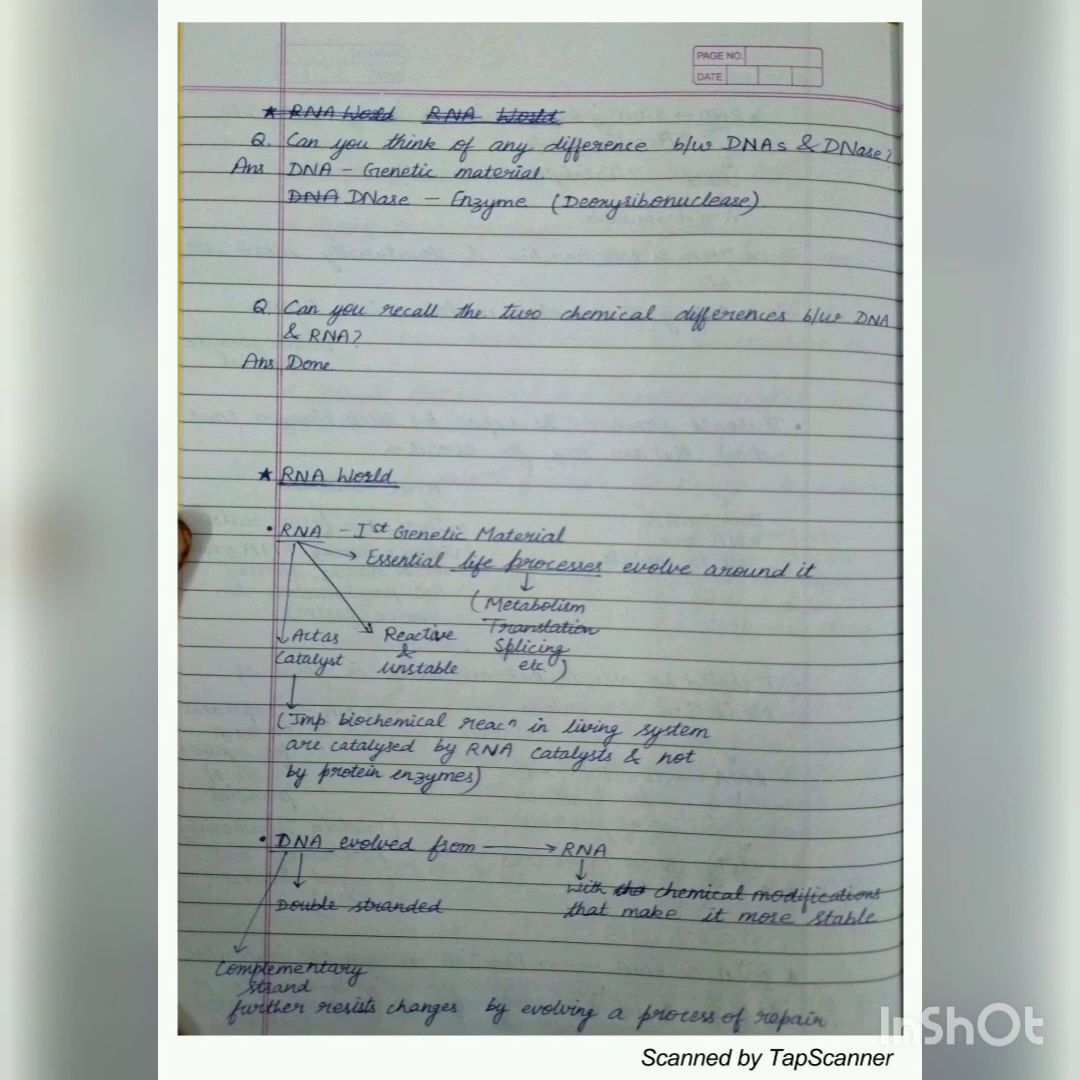 PAGE NO.
DATE
★ RNA World RNA World
Q. Can you think of any difference b/w DNAs & DNase?
Ans DNA – Genetic material.
DNA DNase – Enzyme (Deoxyribonuclease)
Q. Can you recall the two chemical differences b/w DNA
& RNA?
Ans Done
★ RNA World
• RNA – Ist Genetic Material
→ Essential life processes evolve around it
(Metabolism
Translation
Splicing
etc)
Act as
Catalyst
Reactive
&
unstable
(Imp biochemical reacⁿ in living system
are catalysed by RNA catalysts & not
by protein enzymes)
• DNA evolved from → RNA
Double stranded
with the chemical modifications
that make it more stable
Complementary
strand
further resists changes by evolving a process of repair
InShOt
Scanned by TapScanner